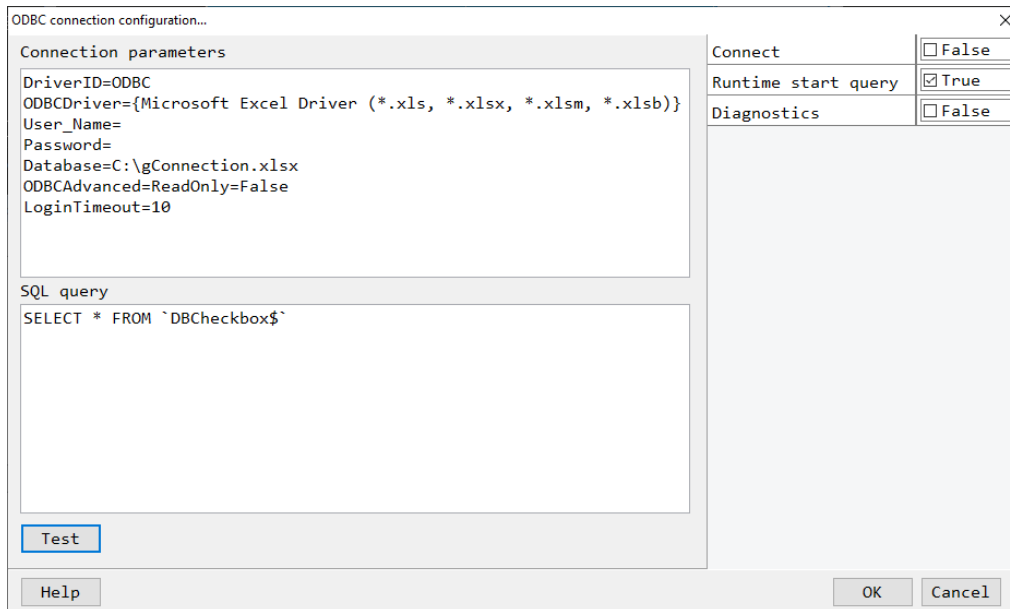 ODBC connection configuration...
Connection parameters
DriverID=ODBC
ODBCDriver={Microsoft Excel Driver (*.xls, *.xlsx, *.xlsm, *.xlsb)}
User_Name=
Password=
Database=C:\gConnection.xlsx
ODBCAdvanced=ReadOnly=False
LoginTimeout=10
SQL query
SELECT * FROM `DBCheckbox$`
Test
Connect False
Runtime start query True
Diagnostics False
Help
OK
Cancel